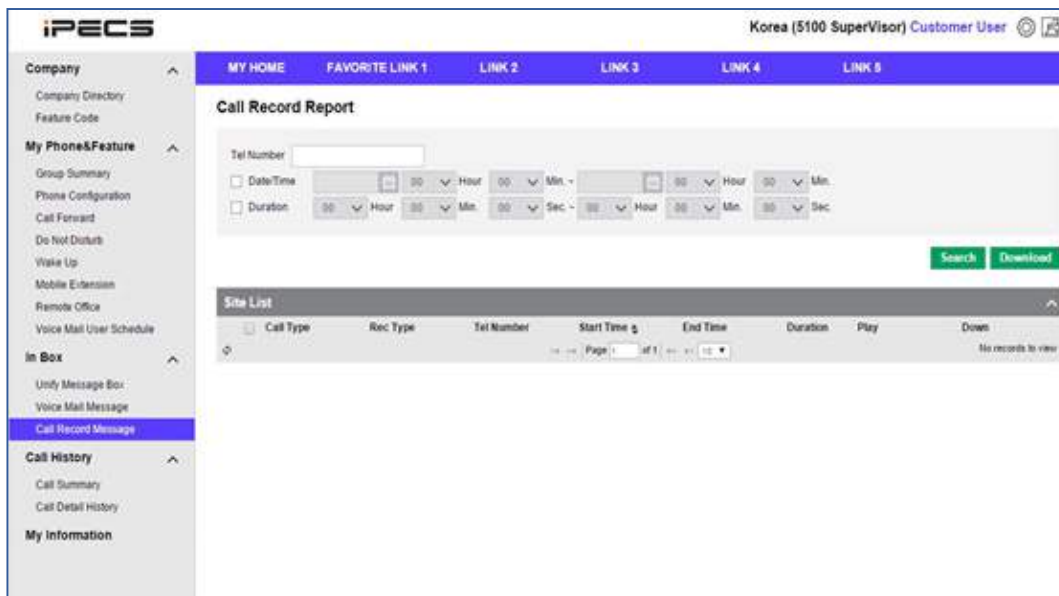 iPECS
Korea (5100 SuperVisor) Customer User
Company
Company Directory
Feature Code
My Phone&Feature
Group Summary
Phone Configuration
Call Forward
Do Not Disturb
Wake Up
Mobile Extension
Remote Office
Voice Mail User Schedule
In Box
Unify Message Box
Voice Mail Message
Call Record Message
Call History
Call Summary
Call Detail History
My Information
MY HOME FAVORITE LINK 1 LINK 2 LINK 3 LINK 4 LINK 5
Call Record Report
Tel Number
Date/Time 00 Hour 00 Min. ~ 00 Hour 00 Min.
Duration 00 Hour 00 Min. 00 Sec. ~ 00 Hour 00 Min. 00 Sec.
Search Download
Site List
Call Type Rec Type Tel Number Start Time End Time Duration Play Down
Page of 1 No records to view